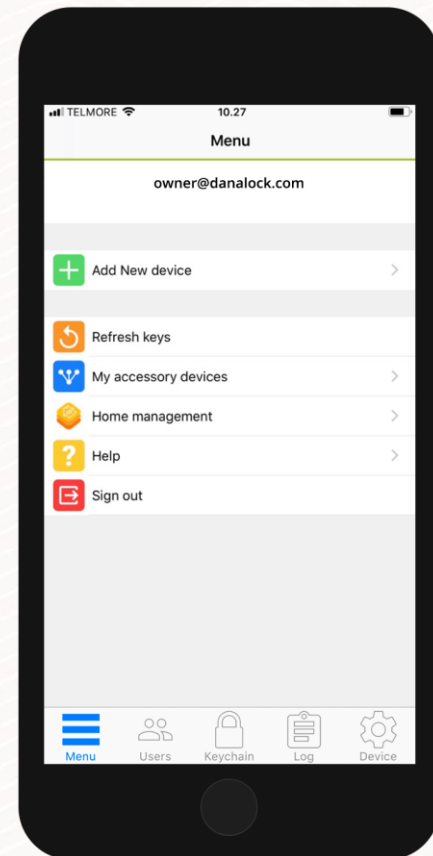 TELMORE 10.27
Menu
owner@danalock.com
Add New device
Refresh keys
My accessory devices
Home management
? Help
Sign out
Menu Users Keychain Log Device